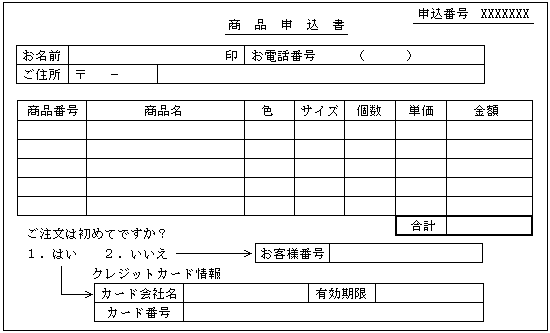 申込番号 XXXXXXX
商品申込書
お名前 印 お電話番号 ( )
ご住所 〒 －
商品番号 商品名 色 サイズ 個数 単価 金額
合計
ご注文は初めてですか？
1．はい 2．いいえ お客様番号
クレジットカード情報
カード会社名 有効期限
カード番号